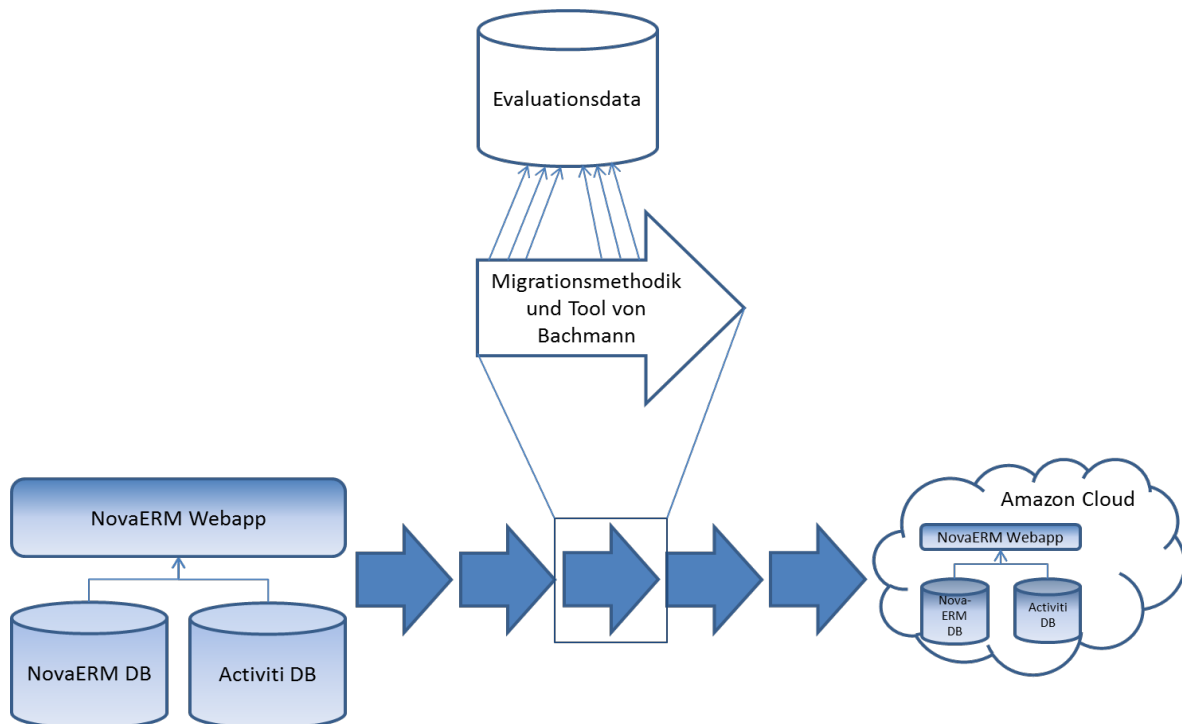 Evaluationsdata
Migrationsmethodik
und Tool von
Bachmann
NovaERM Webapp
NovaERM DB
Activiti DB
Amazon Cloud
NovaERM Webapp
Nova-
ERM
DB
Activiti
DB